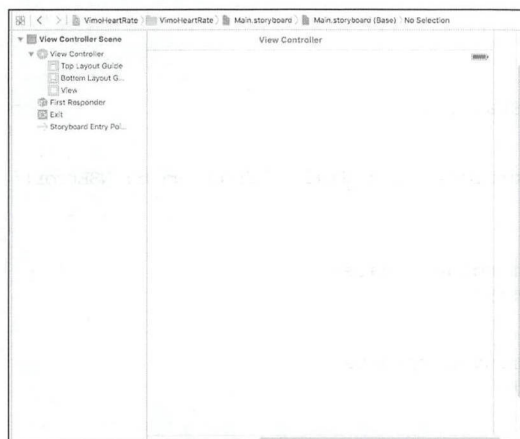 VimoHeartRate VimoHeartRate Main.storyboard Main.storyboard (Base) No Selection
View Controller Scene
View Controller
View Controller
Top Layout Guide
Bottom Layout G...
View
First Responder
Exit
Storyboard Entry Poi...